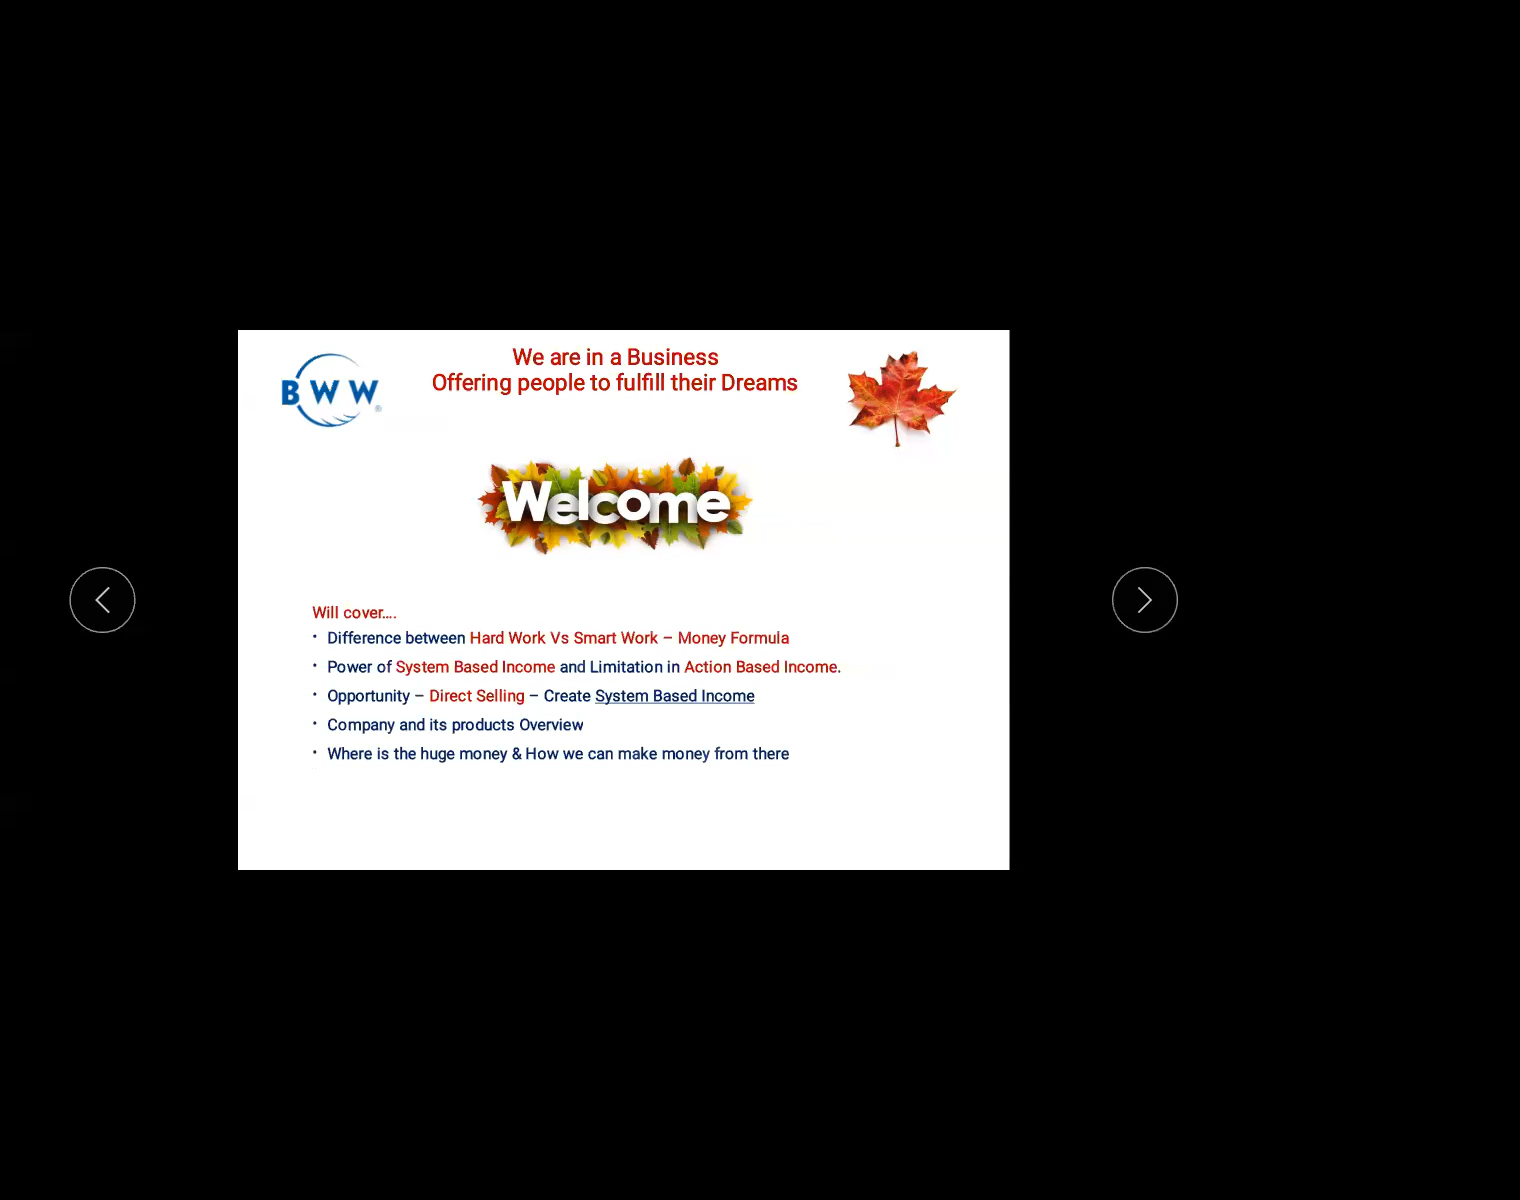 We are in a Business
Offering people to fulfill their Dreams
BWW®
Welcome
Will cover....
• Difference between Hard Work Vs Smart Work – Money Formula
• Power of System Based Income and Limitation in Action Based Income.
• Opportunity – Direct Selling – Create System Based Income
• Company and its products Overview
• Where is the huge money & How we can make money from there